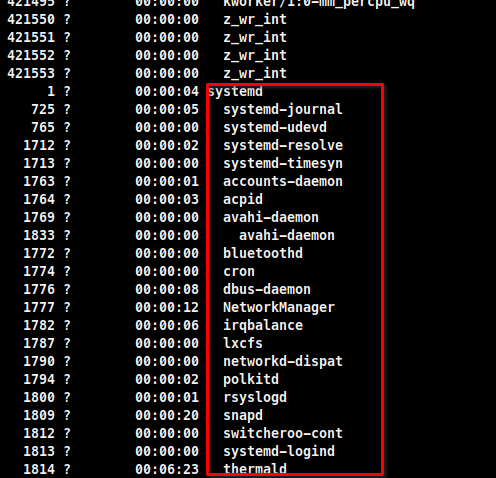 421495 ? 00:00:00 kworker/1:0-mm_percpu_wq
421550 ? 00:00:00 z_wr_int
421551 ? 00:00:00 z_wr_int
421552 ? 00:00:00 z_wr_int
421553 ? 00:00:00 z_wr_int
1 ? 00:00:04 systemd
725 ? 00:00:05 systemd-journal
765 ? 00:00:00 systemd-udevd
1712 ? 00:00:02 systemd-resolve
1713 ? 00:00:00 systemd-timesyn
1763 ? 00:00:01 accounts-daemon
1764 ? 00:00:03 acpid
1769 ? 00:00:00 avahi-daemon
1833 ? 00:00:00 avahi-daemon
1772 ? 00:00:00 bluetoothd
1774 ? 00:00:00 cron
1776 ? 00:00:08 dbus-daemon
1777 ? 00:00:12 NetworkManager
1782 ? 00:00:06 irqbalance
1787 ? 00:00:00 lxcfs
1790 ? 00:00:00 networkd-dispat
1794 ? 00:00:02 polkitd
1800 ? 00:00:01 rsyslogd
1809 ? 00:00:20 snapd
1812 ? 00:00:00 switcheroo-cont
1813 ? 00:00:00 systemd-logind
1814 ? 00:06:23 thermald